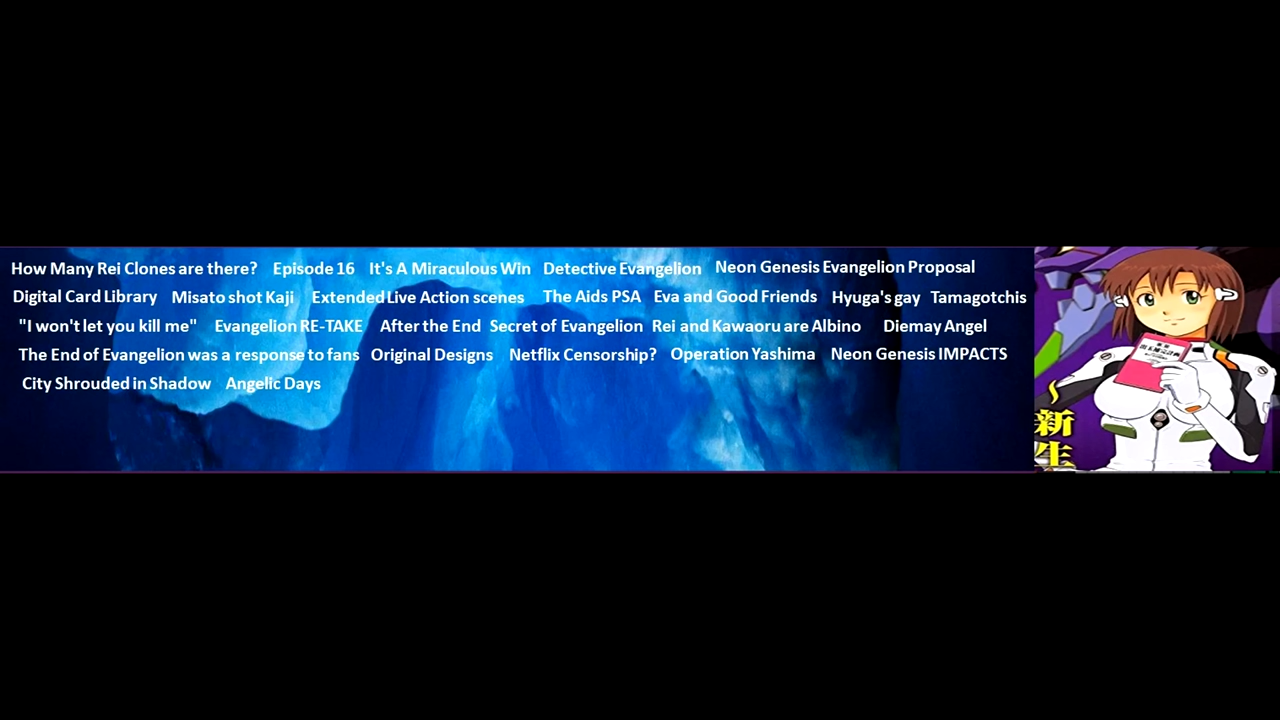 How Many Rei Clones are there? Episode 16 It's A Miraculous Win Detective Evangelion Neon Genesis Evangelion Proposal
Digital Card Library Misato shot Kaji Extended Live Action scenes The Aids PSA Eva and Good Friends Hyuga's gay Tamagotchis
"I won't let you kill me" Evangelion RE-TAKE After the End Secret of Evangelion Rei and Kawaoru are Albino Diemay Angel
The End of Evangelion was a response to fans Original Designs Netflix Censorship? Operation Yashima Neon Genesis IMPACTS
City Shrouded in Shadow Angelic Days
〜新生